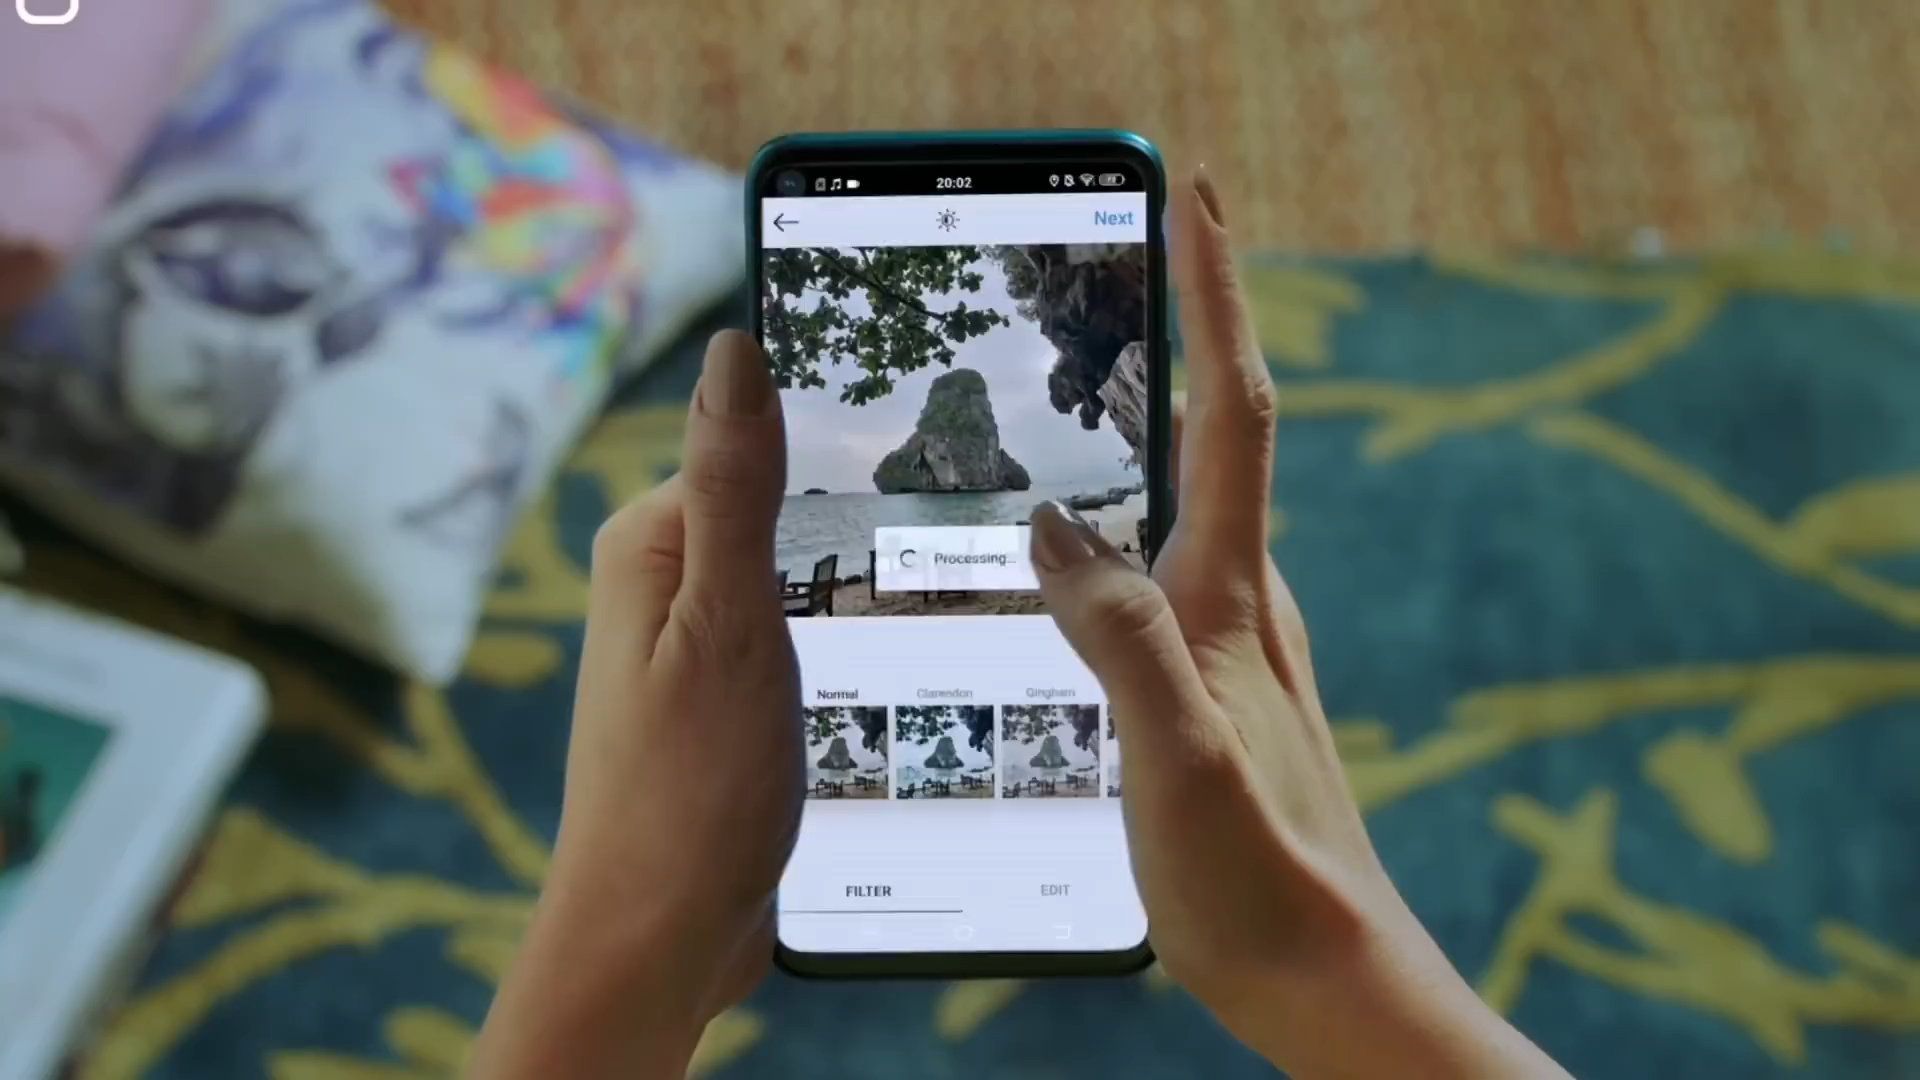 20:02
Next
Processing...
Normal Clarendon Gingham
FILTER EDIT